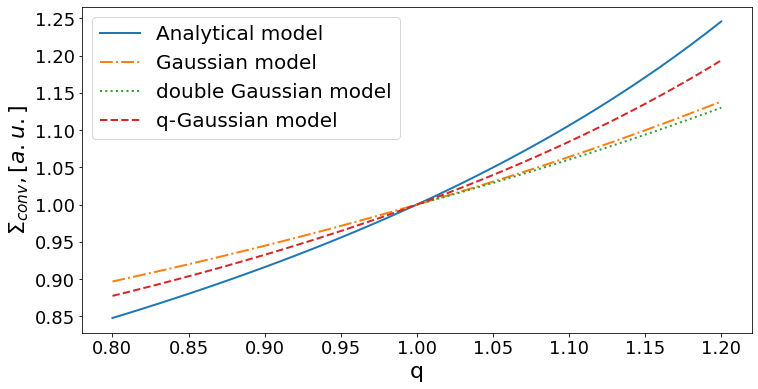 Analytical model
Gaussian model
double Gaussian model
q-Gaussian model
Σconv, [a.u.]
1.25
1.20
1.15
1.10
1.05
1.00
0.95
0.90
0.85
0.80 0.85 0.90 0.95 1.00 1.05 1.10 1.15 1.20
q